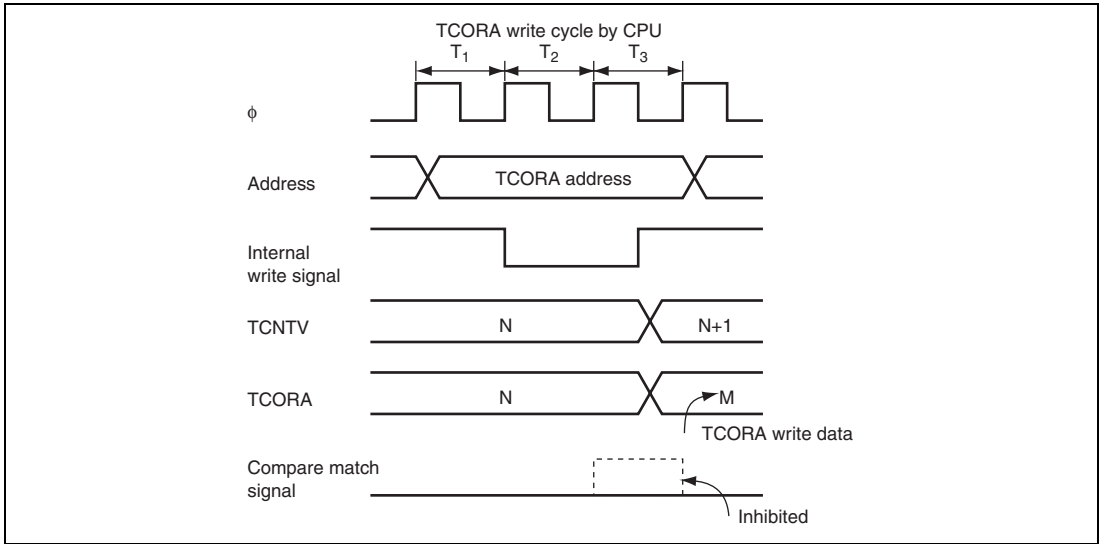 TCORA write cycle by CPU
T1 T2 T3
φ
Address
TCORA address
Internal
write signal
TCNTV
N
N+1
TCORA
N
M
TCORA write data
Compare match
signal
Inhibited